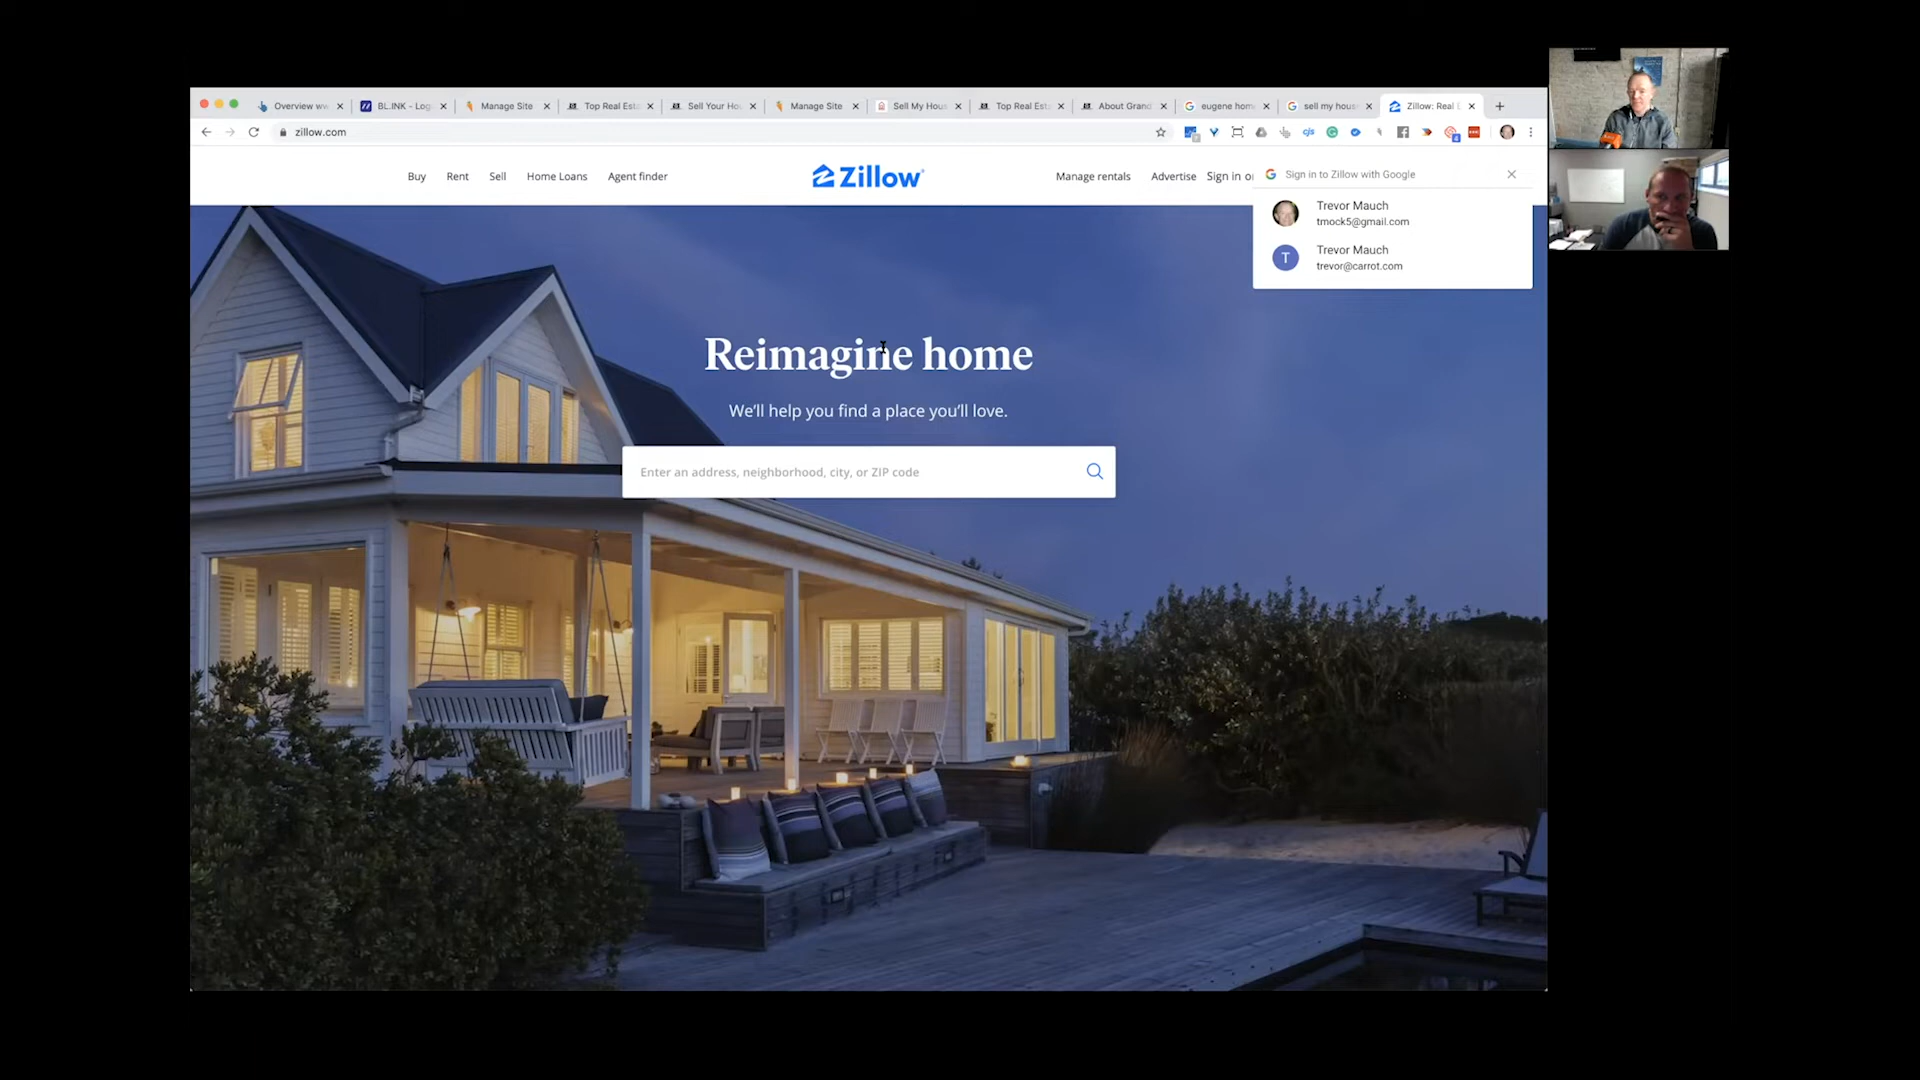 Overview ww
BL.INK - Log
Manage Site
Top Real Esta
Sell Your Hou
Manage Site
Sell My Hous
Top Real Esta
About Grand
eugene hom
sell my hous
Zillow: Real E
zillow.com
Buy Rent Sell Home Loans Agent finder
Zillow
Manage rentals Advertise Sign in or
Sign in to Zillow with Google
Trevor Mauch
tmock5@gmail.com
T
Trevor Mauch
trevor@carrot.com
Reimagine home
We'll help you find a place you'll love.
Enter an address, neighborhood, city, or ZIP code